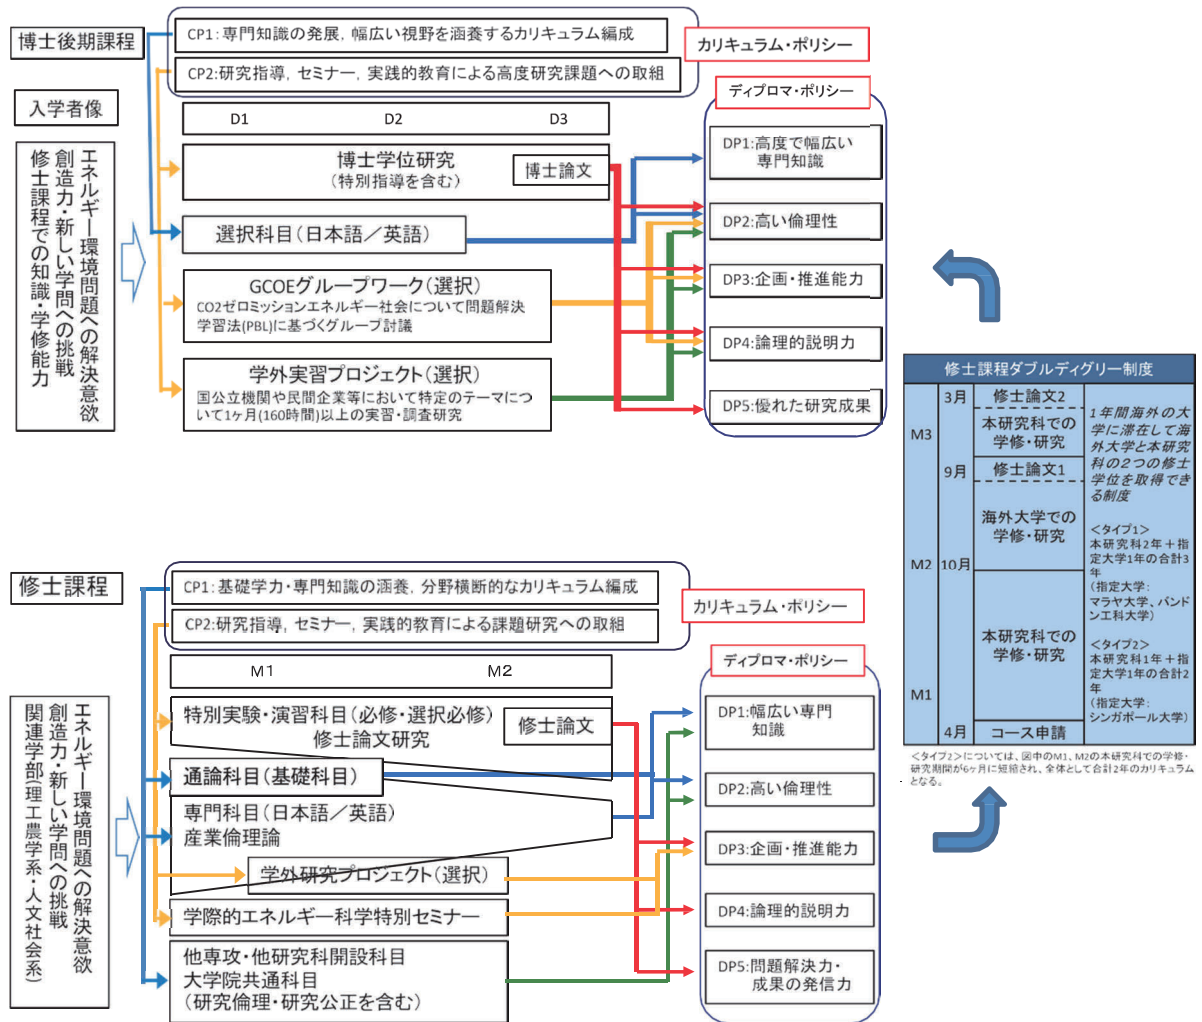 博士後期課程
CP1:専門知識の発展，幅広い視野を涵養するカリキュラム編成
CP2:研究指導，セミナー，実践的教育による高度研究課題への取組
カリキュラム・ポリシー
入学者像
エネルギー環境問題への解決意欲
創造力・新しい学問への挑戦
修士課程での知識・学修能力
D1
D2
D3
博士学位研究
（特別指導を含む）
博士論文
選択科目（日本語／英語）
GCOEグループワーク（選択）
CO2ゼロミッションエネルギー社会について問題解決
学習法(PBL)に基づくグループ討議
学外実習プロジェクト（選択）
国公立機関や民間企業等において特定のテーマにつ
いて1ヶ月(160時間)以上の実習・調査研究
ディプロマ・ポリシー
DP1:高度で幅広い
専門知識
DP2:高い倫理性
DP3:企画・推進能力
DP4:論理的説明力
DP5:優れた研究成果
修士課程ダブルディグリー制度
3月
修士論文2
M3
本研究科での
学修・研究
9月
修士論文1
海外大学での
学修・研究
M2
10月
本研究科での
学修・研究
M1
4月
コース申請
1年間海外の大
学に滞在して海
外大学と本研究
科の2つの修士
学位を取得でき
る制度
＜タイプ1＞
本研究科2年＋指
定大学1年の合計3
年
（指定大学：
マラヤ大学、バンド
ン工科大学）
＜タイプ2＞
本研究科1年＋指
定大学1年の合計2
年
（指定大学：
シンガポール大学）
＜タイプ2＞については、図中のM1、M2の本研究科での学修・
研究期間が6ヶ月に短縮され、全体として合計2年のカリキュラム
となる。
修士課程
CP1:基礎学力・専門知識の涵養，分野横断的なカリキュラム編成
CP2:研究指導，セミナー，実践的教育による課題研究への取組
カリキュラム・ポリシー
エネルギー環境問題への解決意欲
創造力・新しい学問への挑戦
関連学部（理工農学系・人文社会系）
M1
M2
特別実験・演習科目（必修・選択必修）
修士論文研究
修士論文
通論科目（基礎科目）
専門科目（日本語／英語）
産業倫理論
学外研究プロジェクト（選択）
学際的エネルギー科学特別セミナー
他専攻・他研究科開設科目
大学院共通科目
（研究倫理・研究公正を含む）
ディプロマ・ポリシー
DP1:幅広い専門
知識
DP2:高い倫理性
DP3:企画・推進能力
DP4:論理的説明力
DP5:問題解決力・
成果の発信力